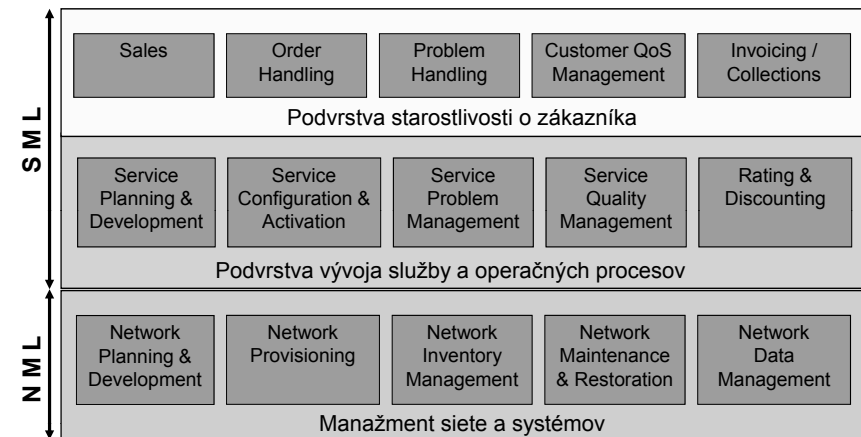 SML
Sales
Order
Handling
Problem
Handling
Customer QoS
Management
Invoicing /
Collections
Podvrstva starostlivosti o zákazníka
Service
Planning &
Development
Service
Configuration &
Activation
Service
Problem
Management
Service
Quality
Management
Rating &
Discounting
Podvrstva vývoja služby a operačných procesov
NML
Network
Planning &
Development
Network
Provisioning
Network
Inventory
Management
Network
Maintenance
& Restoration
Network
Data
Management
Manažment siete a systémov